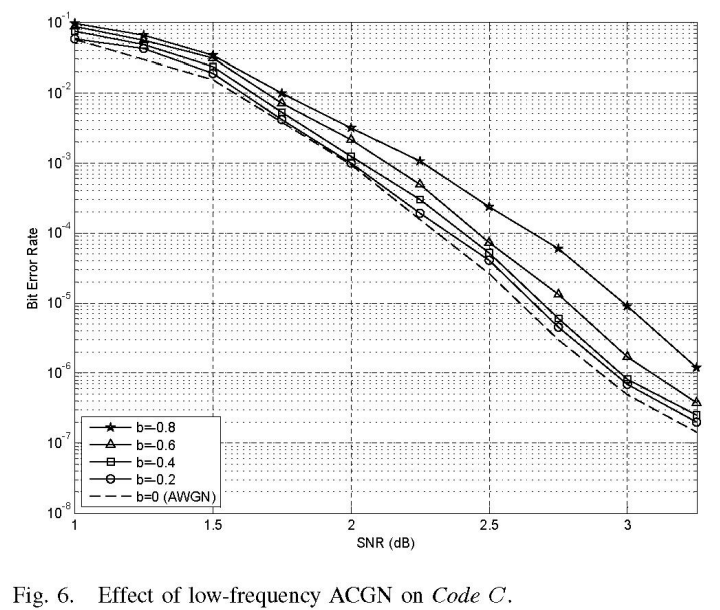 10^-1
10^-2
10^-3
10^-4
10^-5
10^-6
10^-7
10^-8
Bit Error Rate
b=-0.8
b=-0.6
b=-0.4
b=-0.2
b=0 (AWGN)
1 1.5 2 2.5 3
SNR (dB)
Fig. 6. Effect of low-frequency ACGN on Code C.